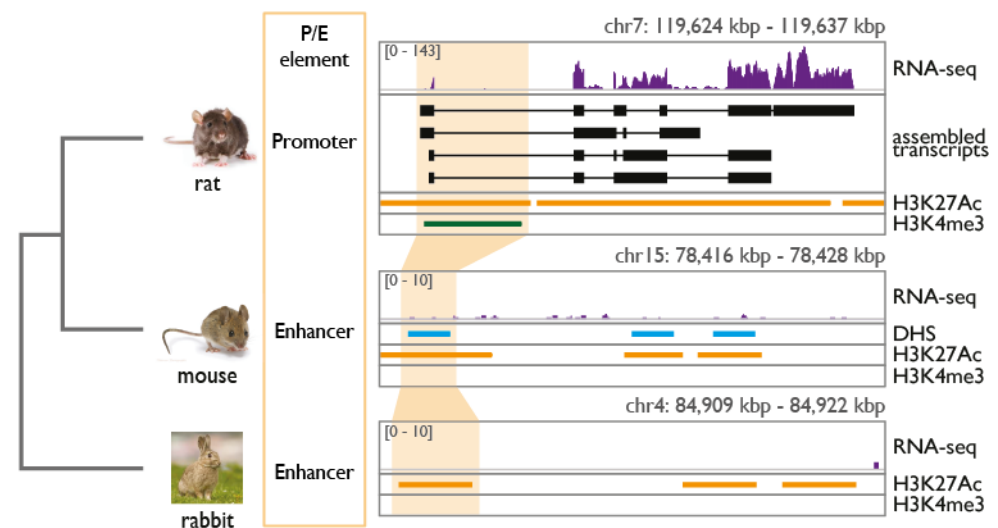 P/E
element
chr7: 119,624 kbp - 119,637 kbp
[0 - 143]
RNA-seq
rat
Promoter
assembled
transcripts
H3K27Ac
H3K4me3
chr15: 78,416 kbp - 78,428 kbp
[0 - 10]
RNA-seq
mouse
Enhancer
DHS
H3K27Ac
H3K4me3
chr4: 84,909 kbp - 84,922 kbp
[0 - 10]
RNA-seq
rabbit
Enhancer
H3K27Ac
H3K4me3